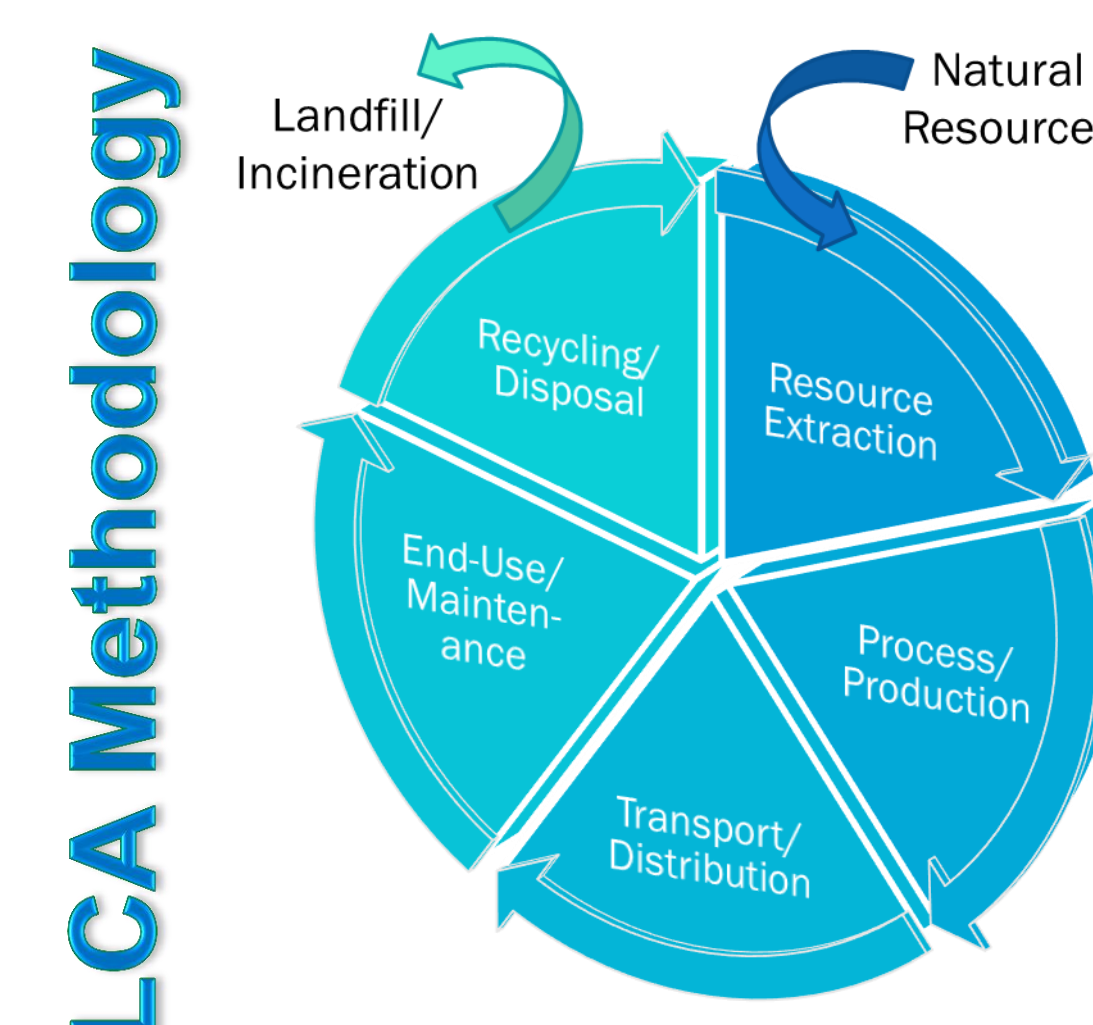 LCA Methodology
Landfill/
Incineration
Natural
Resource
Recycling/
Disposal
Resource
Extraction
End-Use/
Mainten-
ance
Process/
Production
Transport/
Distribution